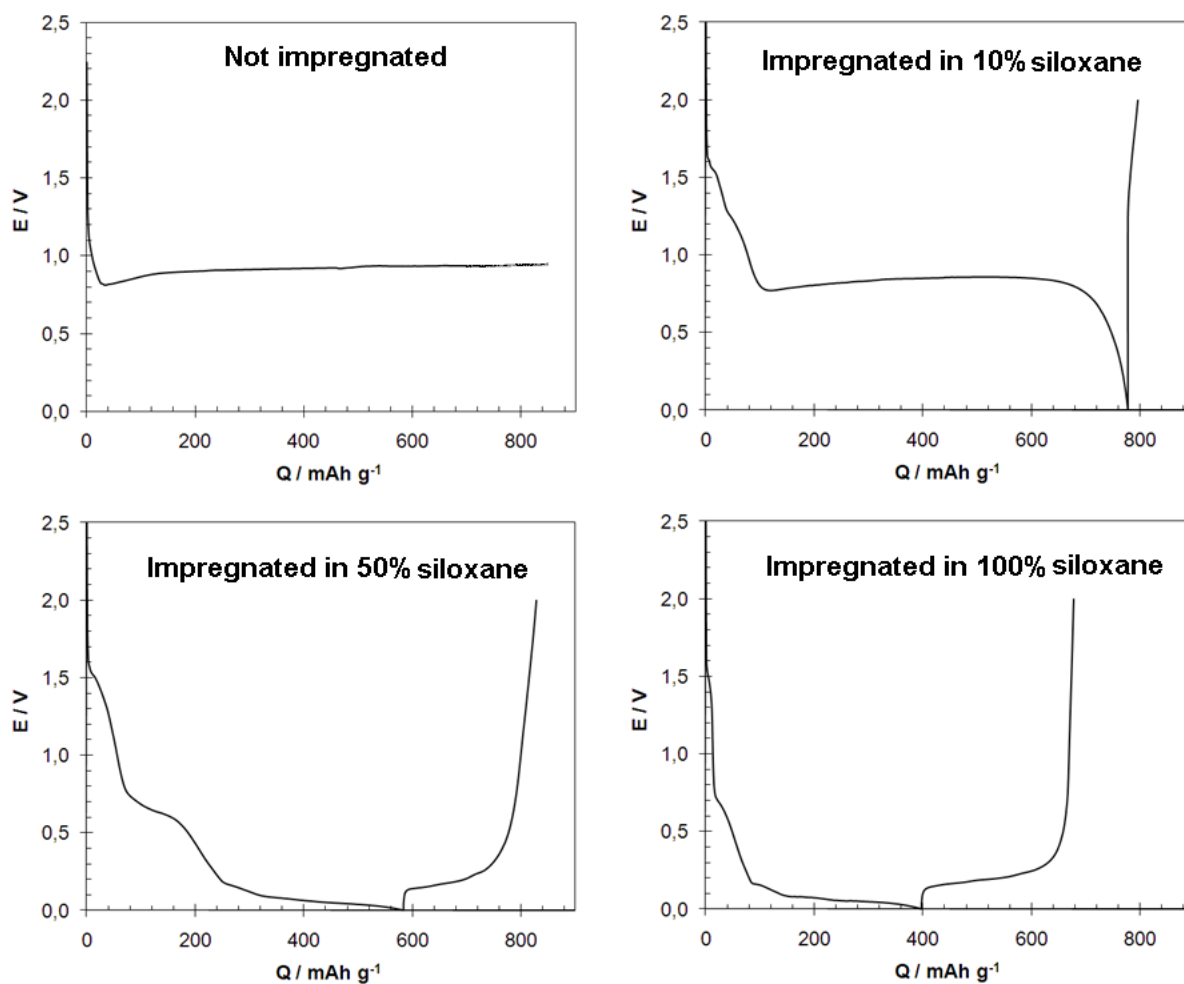 Not impregnated
2,5
2,0
1,5
1,0
0,5
0,0
E / V
0 200 400 600 800
Q / mAh g-1
Impregnated in 10% siloxane
2,5
2,0
1,5
1,0
0,5
0,0
E / V
0 200 400 600 800
Q / mAh g-1
Impregnated in 50% siloxane
2,5
2,0
1,5
1,0
0,5
0,0
E / V
0 200 400 600 800
Q / mAh g-1
Impregnated in 100% siloxane
2,5
2,0
1,5
1,0
0,5
0,0
E / V
0 200 400 600 800
Q / mAh g-1